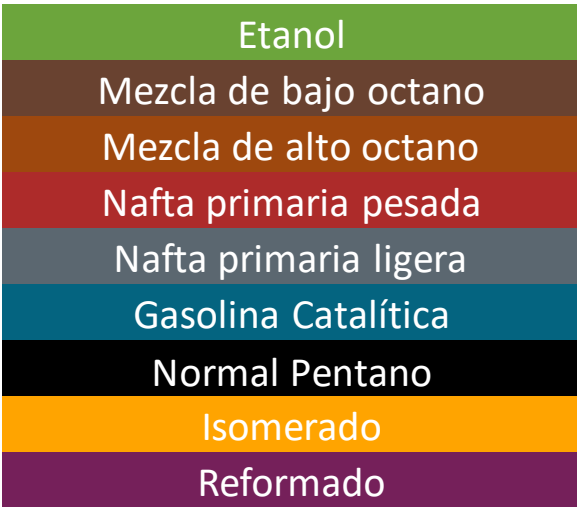 Etanol
Mezcla de bajo octano
Mezcla de alto octano
Nafta primaria pesada
Nafta primaria ligera
Gasolina Catalítica
Normal Pentano
Isomerado
Reformado